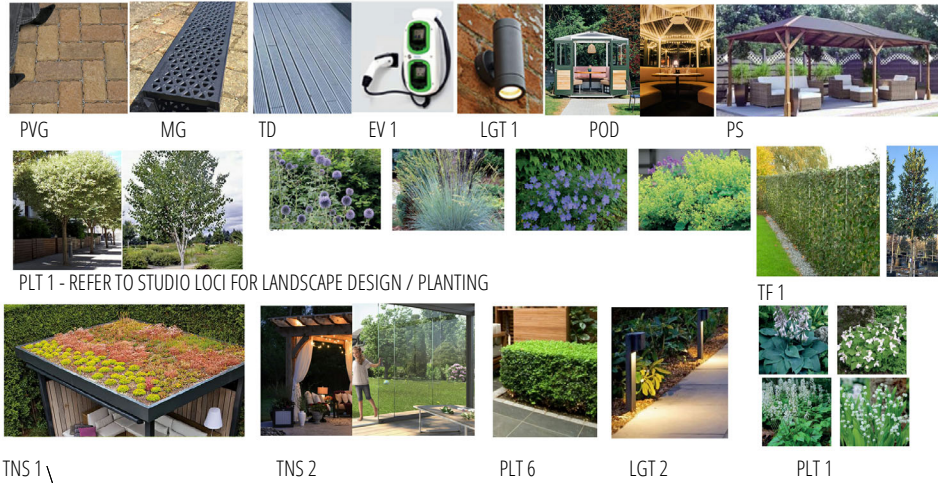 PVG
MG
TD
EV 1
LGT 1
POD
PS
PLT 1 - REFER TO STUDIO LOCI FOR LANDSCAPE DESIGN / PLANTING
TF 1
TNS 1
TNS 2
PLT 6
LGT 2
PLT 1